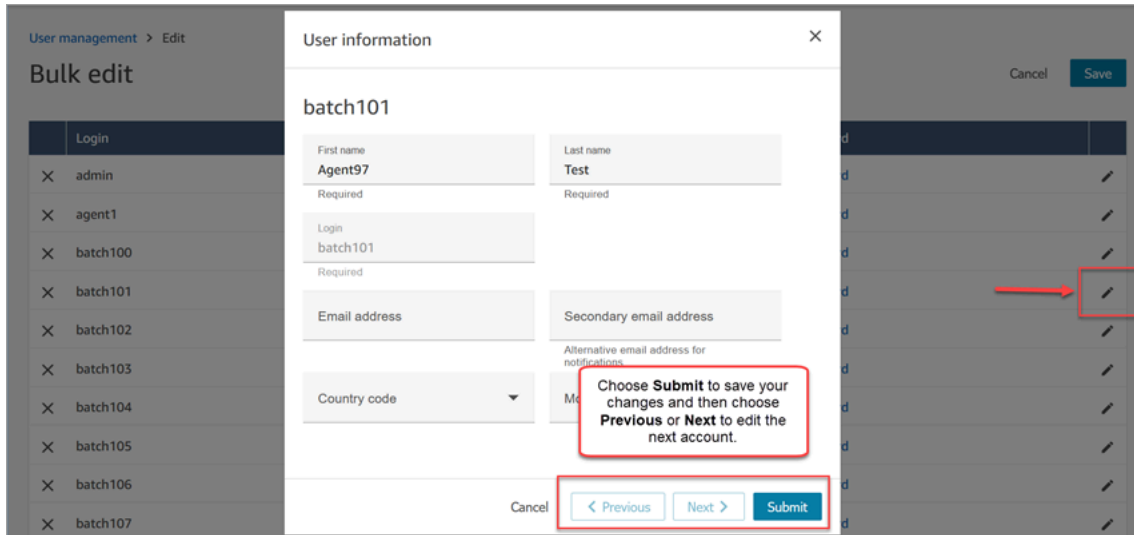 User management > Edit
Bulk edit
Cancel
Save
Login
d
admin
d
agent1
d
batch100
d
batch101
d
batch102
d
batch103
d
batch104
d
batch105
d
batch106
d
batch107
d
User information
batch101
First name
Agent97
Required
Last name
Test
Required
Login
batch101
Required
Email address
Secondary email address
Alternative email address for
notifications
Country code
Mo
Choose Submit to save your
changes and then choose
Previous or Next to edit the
next account.
Cancel
< Previous
Next >
Submit